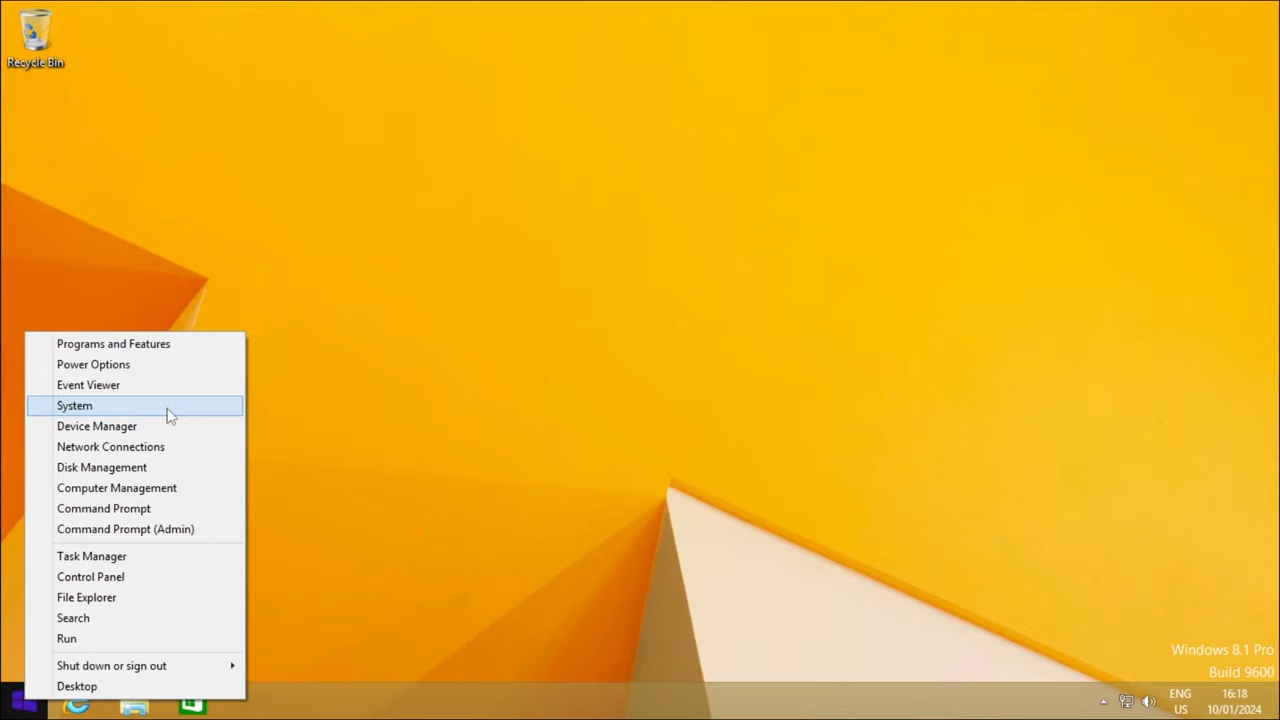 Recycle Bin
Programs and Features
Power Options
Event Viewer
System
Device Manager
Network Connections
Disk Management
Computer Management
Command Prompt
Command Prompt (Admin)
Task Manager
Control Panel
File Explorer
Search
Run
Shut down or sign out
Desktop
Windows 8.1 Pro
Build 9600
ENG
US
16:18
10/01/2024